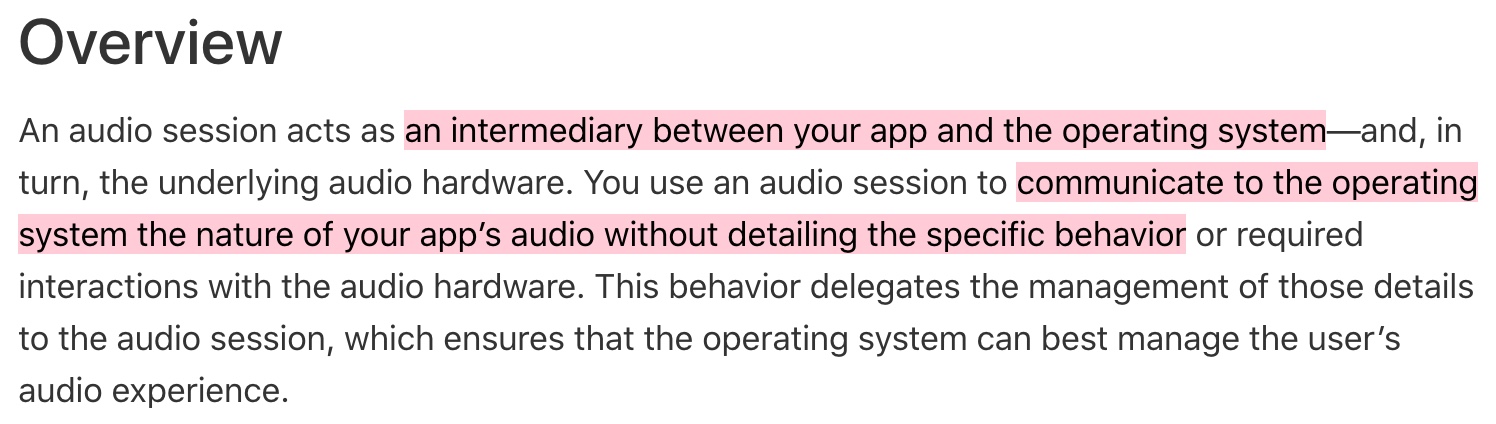 Overview
An audio session acts as an intermediary between your app and the operating system—and, in
turn, the underlying audio hardware. You use an audio session to communicate to the operating
system the nature of your app’s audio without detailing the specific behavior or required
interactions with the audio hardware. This behavior delegates the management of those details
to the audio session, which ensures that the operating system can best manage the user’s
audio experience.